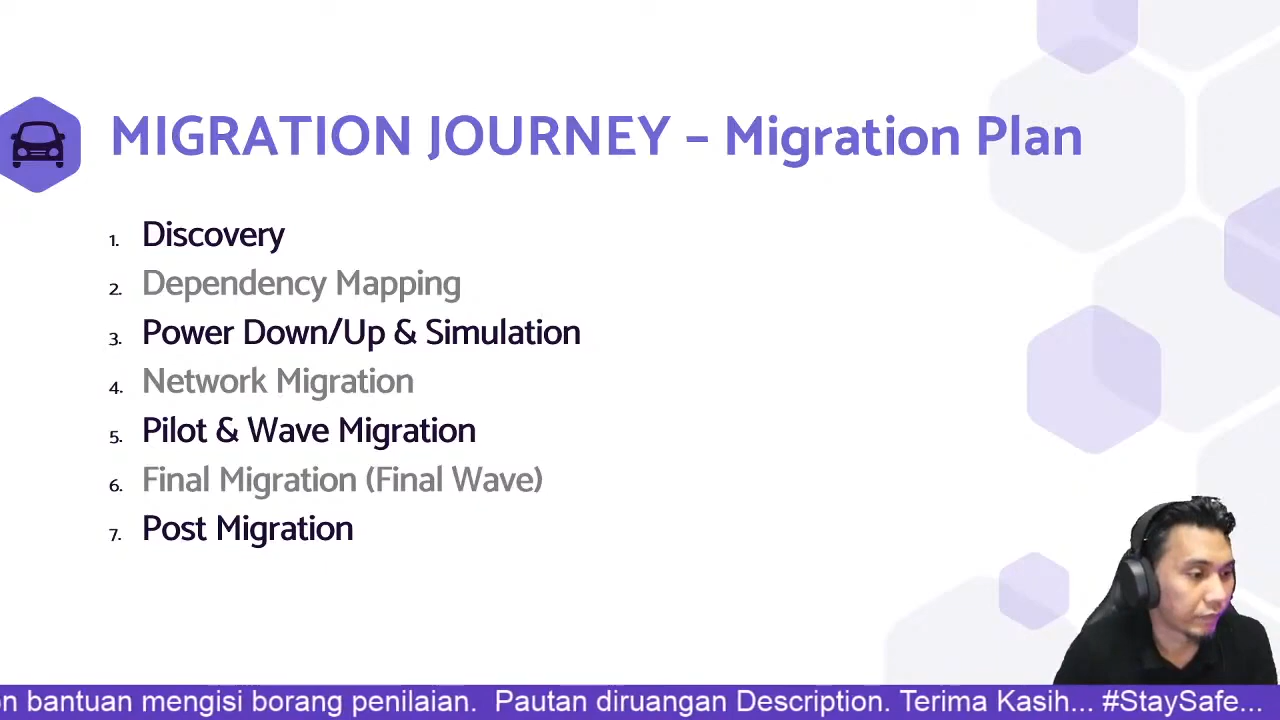 MIGRATION JOURNEY – Migration Plan
1. Discovery
2. Dependency Mapping
3. Power Down/Up & Simulation
4. Network Migration
5. Pilot & Wave Migration
6. Final Migration (Final Wave)
7. Post Migration
bantuan mengisi borang penilaian. Pautan diruangan Description. Terima Kasih... #StaySafe...